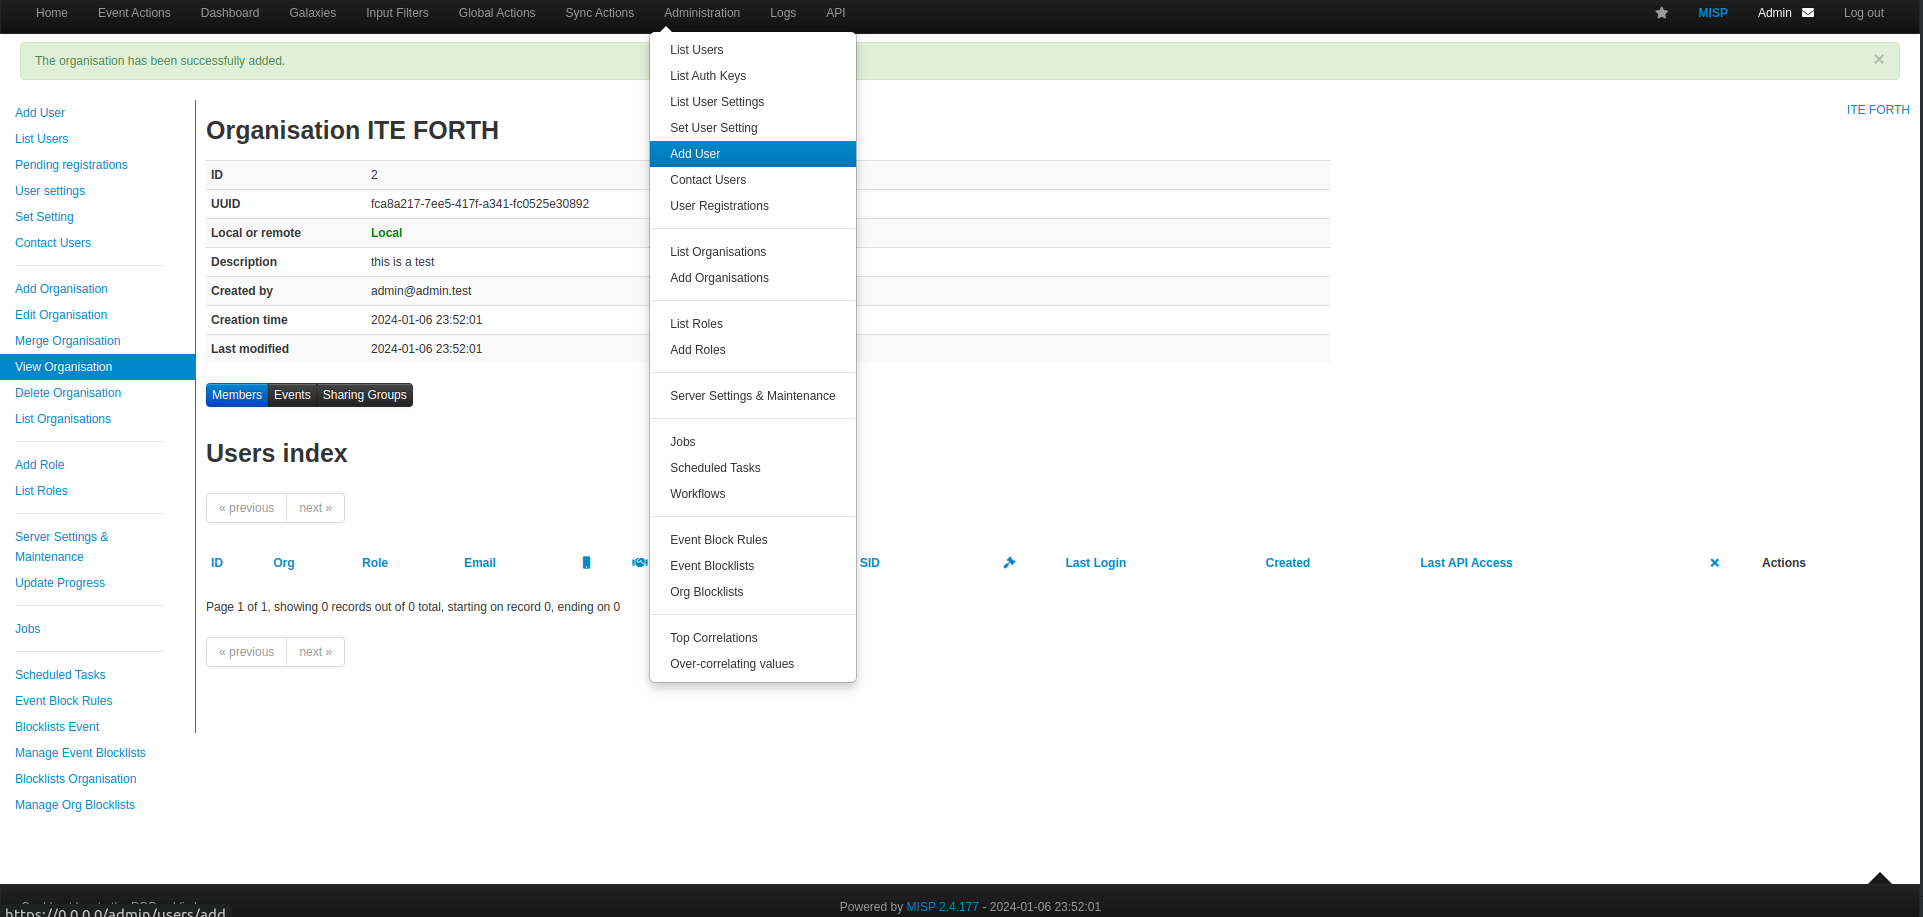 Home Event Actions Dashboard Galaxies Input Filters Global Actions Sync Actions Administration Logs API MISP Admin Log out
The organisation has been successfully added. ×
List Users
List Auth Keys
List User Settings
Set User Setting
Add User
Contact Users
User Registrations
List Organisations
Add Organisations
List Roles
Add Roles
Server Settings & Maintenance
Jobs
Scheduled Tasks
Workflows
Event Block Rules
Event Blocklists
Org Blocklists
Top Correlations
Over-correlating values
Add User
List Users
Pending registrations
User settings
Set Setting
Contact Users
Add Organisation
Edit Organisation
Merge Organisation
View Organisation
Delete Organisation
List Organisations
Add Role
List Roles
Server Settings &
Maintenance
Update Progress
Jobs
Scheduled Tasks
Event Block Rules
Blocklists Event
Manage Event Blocklists
Blocklists Organisation
Manage Org Blocklists
ITE FORTH
Organisation ITE FORTH
ID 2
UUID fca8a217-7ee5-417f-a341-fc0525e30892
Local or remote Local
Description this is a test
Created by admin@admin.test
Creation time 2024-01-06 23:52:01
Last modified 2024-01-06 23:52:01
Members Events Sharing Groups
Users index
« previous next »
ID Org Role Email SID Last Login Created Last API Access Actions
Page 1 of 1, showing 0 records out of 0 total, starting on record 0, ending on 0
« previous next »
Powered by MISP 2.4.177 - 2024-01-06 23:52:01
https://0.0.0.0/admin/users/add